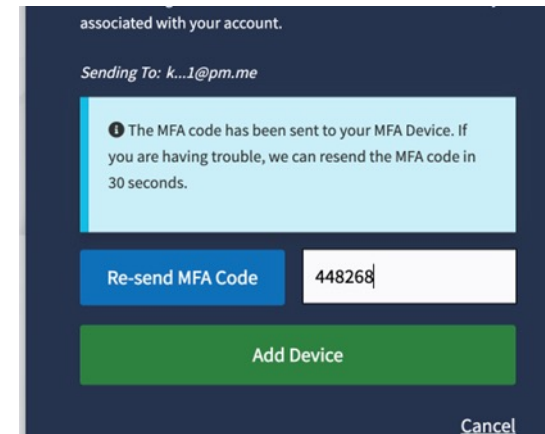 associated with your account.
Sending To: k...1@pm.me
The MFA code has been sent to your MFA Device. If
you are having trouble, we can resend the MFA code in
30 seconds.
Re-send MFA Code
448268
Add Device
Cancel